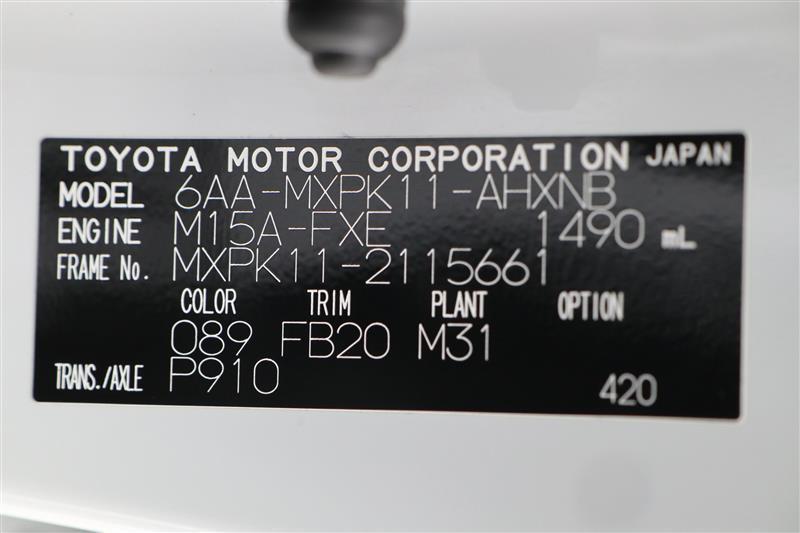 TOYOTA MOTOR CORPORATION JAPAN
MODEL 6AA-MXPK11-AHXNB
ENGINE M15A-FXE 1490 mL
FRAME No. MXPK11-2115661
COLOR TRIM PLANT OPTION
089 FB20 M31
TRANS./AXLE P910 420